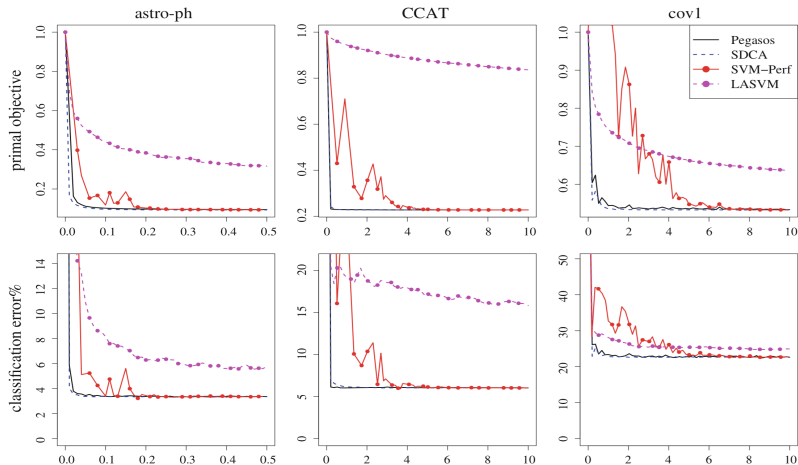 astro-ph CCAT cov1
primal objective
1.0
0.8
0.6
0.4
0.2
0.0 0.1 0.2 0.3 0.4 0.5
1.0
0.8
0.6
0.4
0.2
0 2 4 6 8 10
1.0
0.9
0.8
0.7
0.6
0 2 4 6 8 10
Pegasos
SDCA
SVM-Perf
LASVM
classification error%
14
12
10
8
6
4
2
0
0.0 0.1 0.2 0.3 0.4 0.5
20
15
10
5
0
0 2 4 6 8 10
50
40
30
20
10
0
0 2 4 6 8 10